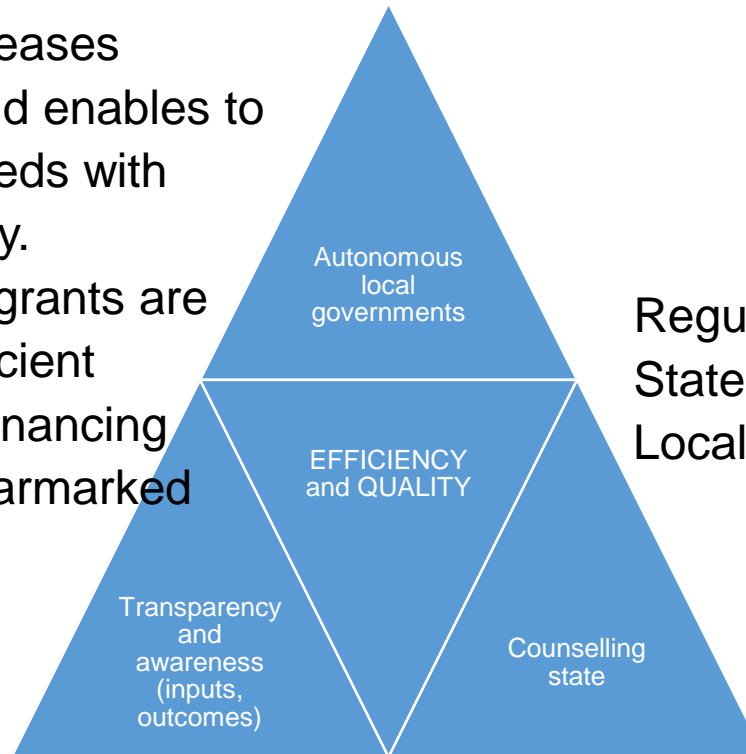 eases
d enables to
eds with
y.
grants are
cient
nancing
armarked
Autonomous
local
governments
Regu
State
Local
EFFICIENCY
and QUALITY
Transparency
and
awareness
(inputs,
outcomes)
Counselling
state